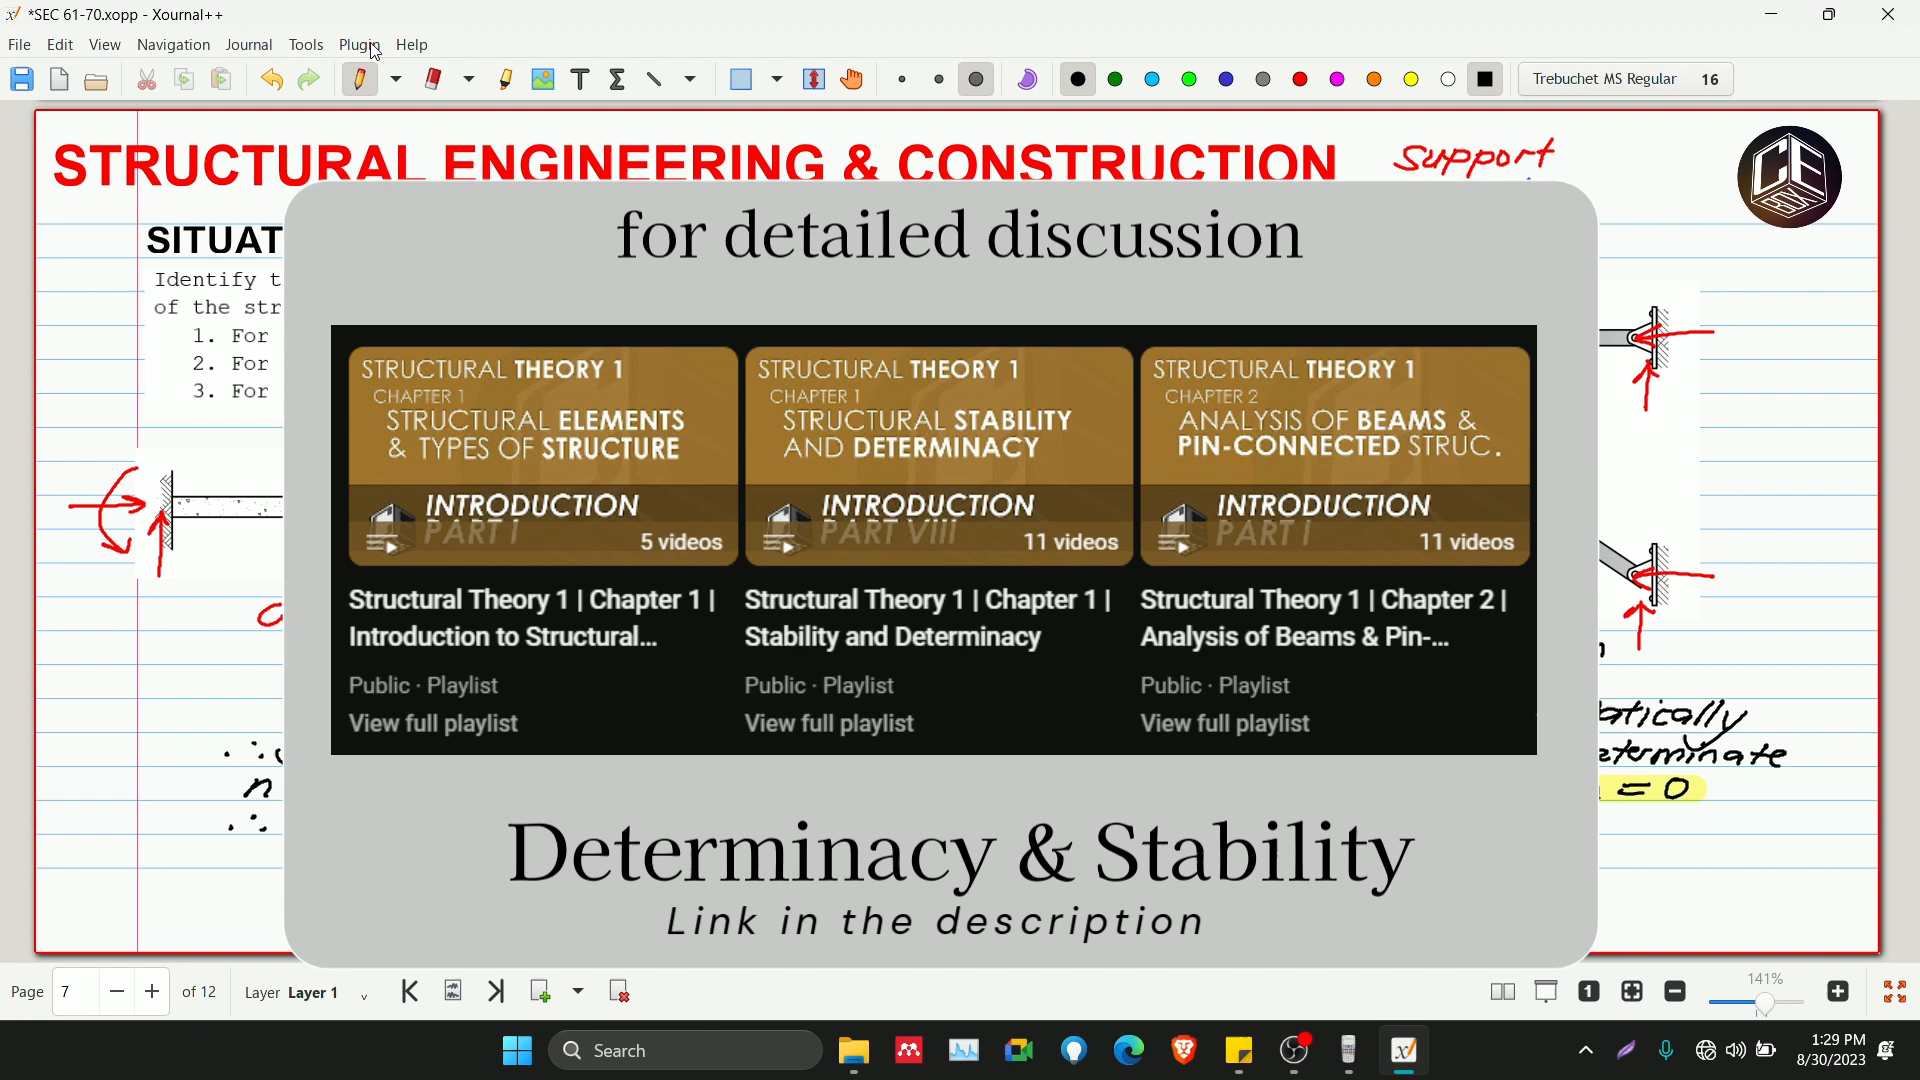 *SEC 61-70.xopp - Xournal++
File Edit View Navigation Journal Tools Plugin Help
Trebuchet MS Regular 16
STRUCTURAL ENGINEERING & CONSTRUCTION
support
CE
BOX
SITUAT
Identify t
of the str
1. For
2. For
3. For
for detailed discussion
STRUCTURAL THEORY 1
CHAPTER 1
STRUCTURAL ELEMENTS
& TYPES OF STRUCTURE
INTRODUCTION
PART I
5 videos
Structural Theory 1 | Chapter 1 |
Introduction to Structural...
Public · Playlist
View full playlist
STRUCTURAL THEORY 1
CHAPTER 1
STRUCTURAL STABILITY
AND DETERMINACY
INTRODUCTION
PART VIII
11 videos
Structural Theory 1 | Chapter 1 |
Stability and Determinacy
Public · Playlist
View full playlist
STRUCTURAL THEORY 1
CHAPTER 2
ANALYSIS OF BEAMS &
PIN-CONNECTED STRUC.
INTRODUCTION
PART I
11 videos
Structural Theory 1 | Chapter 2 |
Analysis of Beams & Pin-...
Public · Playlist
View full playlist
atically
eterminate
= 0
n
Determinacy & Stability
Link in the description
Page 7 of 12 Layer Layer 1
141%
Search
1:29 PM
8/30/2023